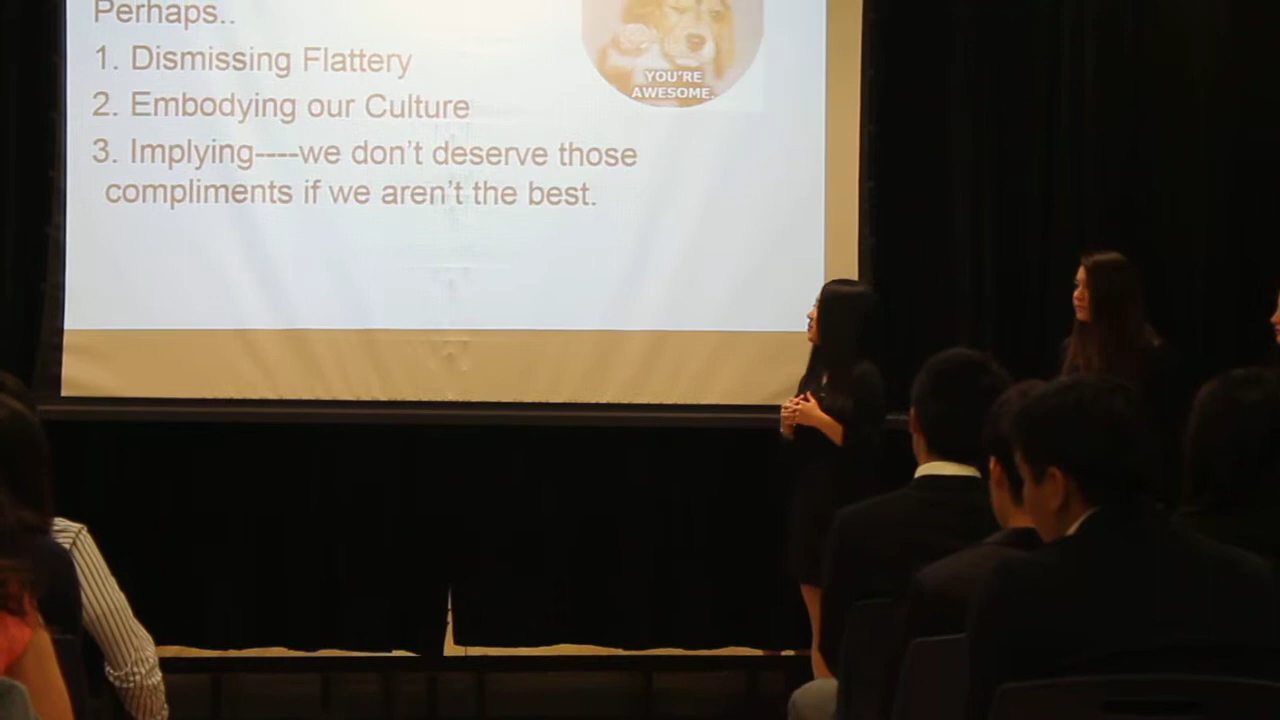 Perhaps..
1. Dismissing Flattery
2. Embodying our Culture
3. Implying----we don't deserve those
compliments if we aren't the best.
YOU'RE
AWESOME.